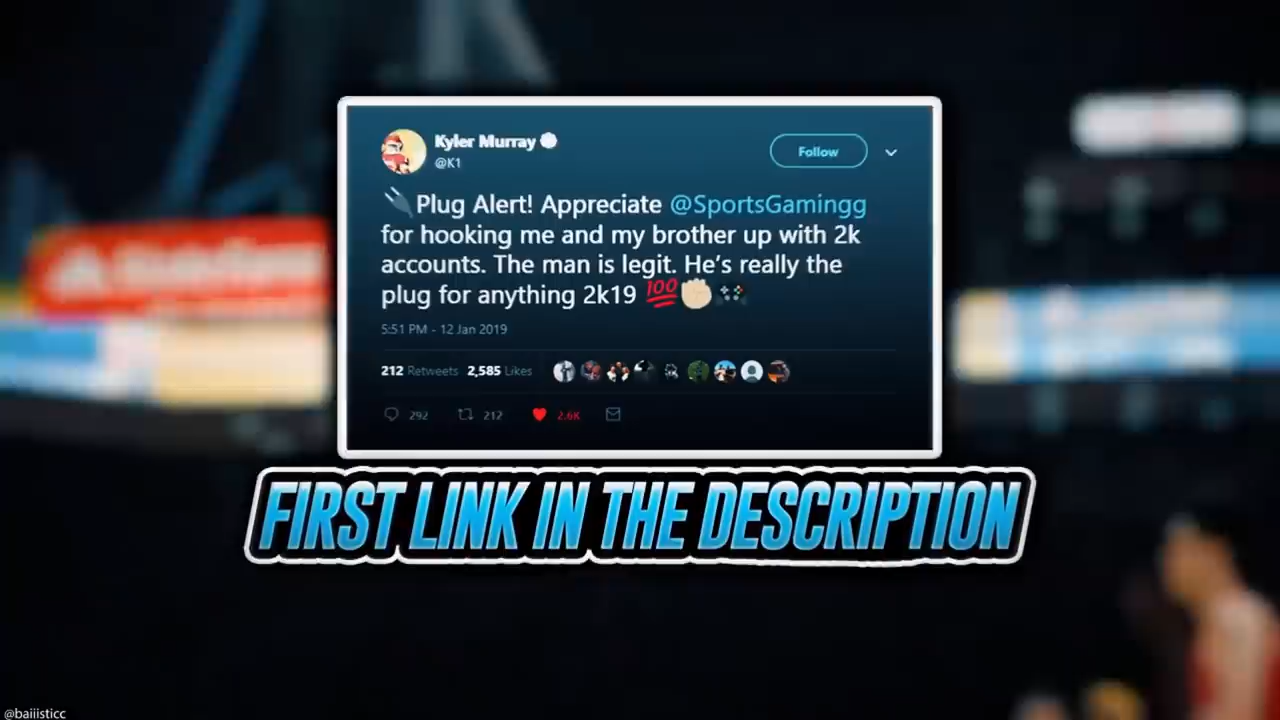 Kyler Murray
@K1
Follow
Plug Alert! Appreciate @SportsGamingg
for hooking me and my brother up with 2k
accounts. The man is legit. He's really the
plug for anything 2k19 💯✊🏼🎮
5:51 PM - 12 Jan 2019
212 Retweets 2,585 Likes
292 212 2.6K
FIRST LINK IN THE DESCRIPTION
@baiiisticc